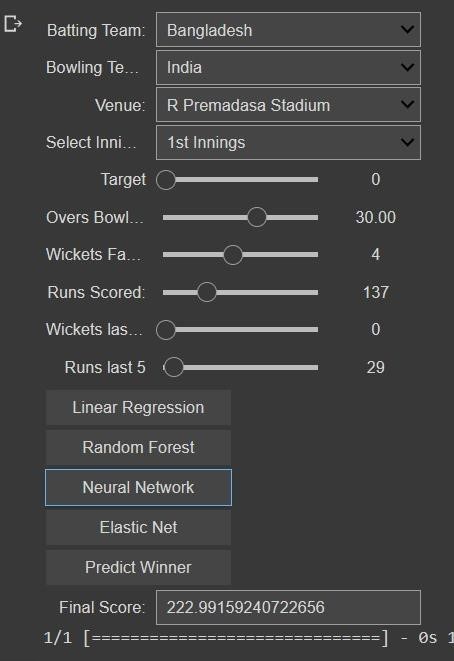 Batting Team: Bangladesh
Bowling Te... India
Venue: R Premadasa Stadium
Select Inni... 1st Innings
Target 0
Overs Bowl... 30.00
Wickets Fa... 4
Runs Scored: 137
Wickets las... 0
Runs last 5 29
Linear Regression
Random Forest
Neural Network
Elastic Net
Predict Winner
Final Score: 222.99159240722656
1/1 [==============================] - 0s 1